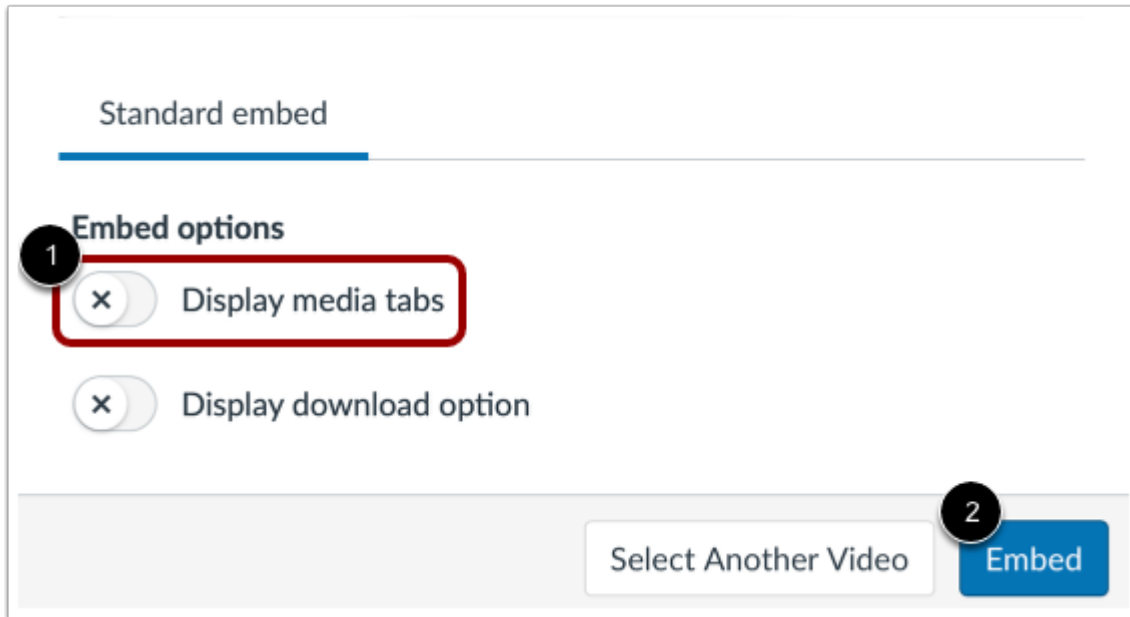 Standard embed
Embed options
1
Display media tabs
Display download option
2
Select Another Video
Embed